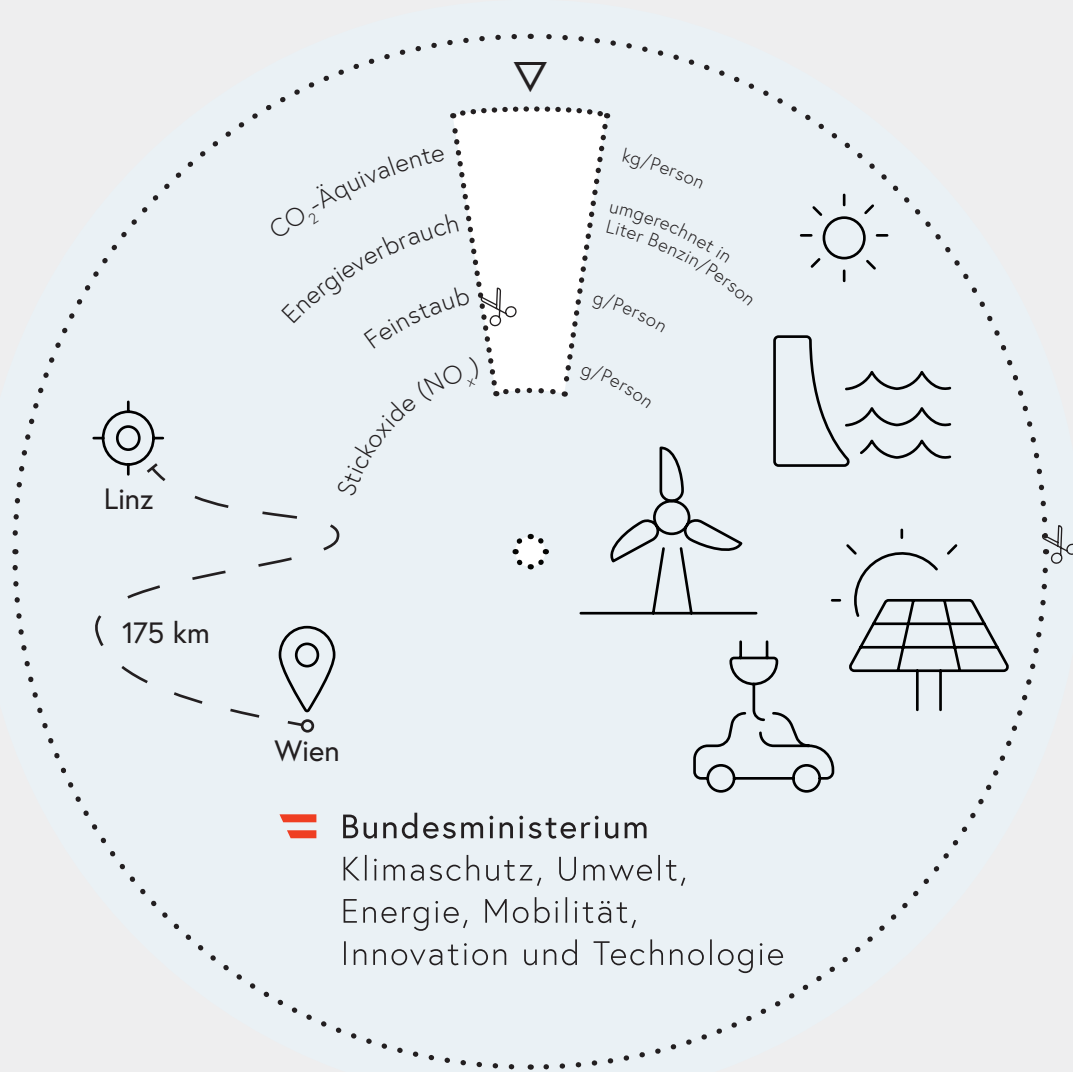 CO₂-Äquivalente
kg/Person
Energieverbrauch
umgerechnet in
Liter Benzin/Person
Feinstaub
g/Person
Stickoxide (NOₓ)
g/Person
Linz
175 km
Wien
Bundesministerium
Klimaschutz, Umwelt,
Energie, Mobilität,
Innovation und Technologie